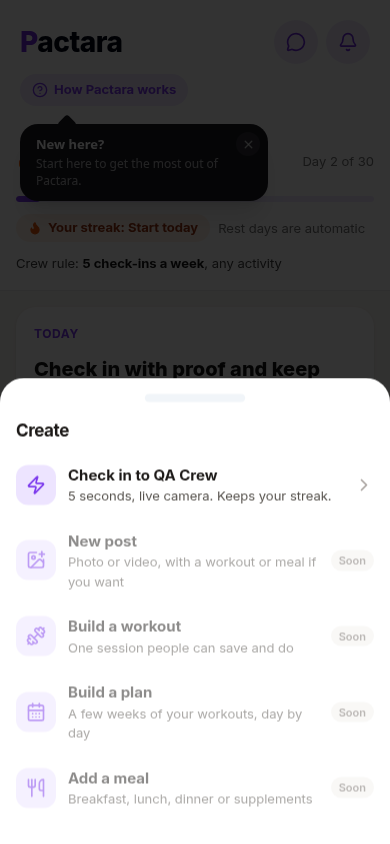 Pactara
How Pactara works
New here?
Start here to get the most out of
Pactara.
Day 2 of 30
Your streak: Start today
Rest days are automatic
Crew rule: 5 check-ins a week, any activity
TODAY
Check in with proof and keep
Create
Check in to QA Crew
5 seconds, live camera. Keeps your streak.
New post
Photo or video, with a workout or meal if
you want
Soon
Build a workout
One session people can save and do
Soon
Build a plan
A few weeks of your workouts, day by
day
Soon
Add a meal
Breakfast, lunch, dinner or supplements
Soon